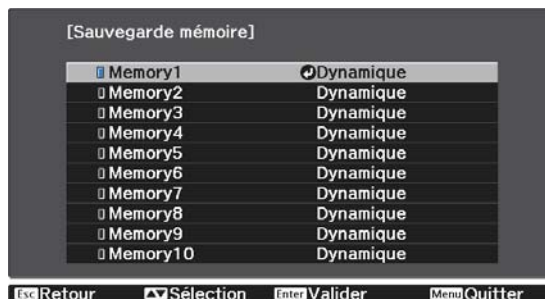 [Sauvegarde mémoire]
Memory1 Dynamique
Memory2 Dynamique
Memory3 Dynamique
Memory4 Dynamique
Memory5 Dynamique
Memory6 Dynamique
Memory7 Dynamique
Memory8 Dynamique
Memory9 Dynamique
Memory10 Dynamique
Esc Retour Sélection Enter Valider Menu Quitter